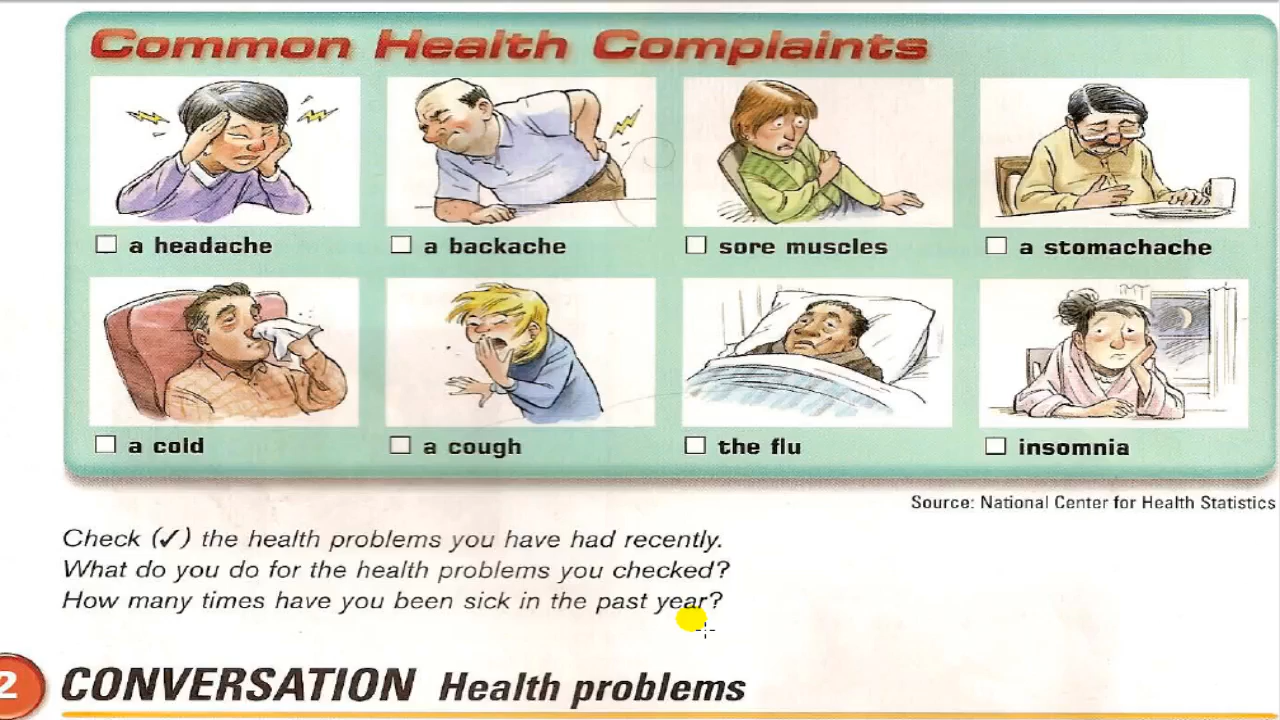 Common Health Complaints
a headache
a backache
sore muscles
a stomachache
a cold
a cough
the flu
insomnia
Source: National Center for Health Statistics
Check (✓) the health problems you have had recently.
What do you do for the health problems you checked?
How many times have you been sick in the past year?
2 CONVERSATION Health problems